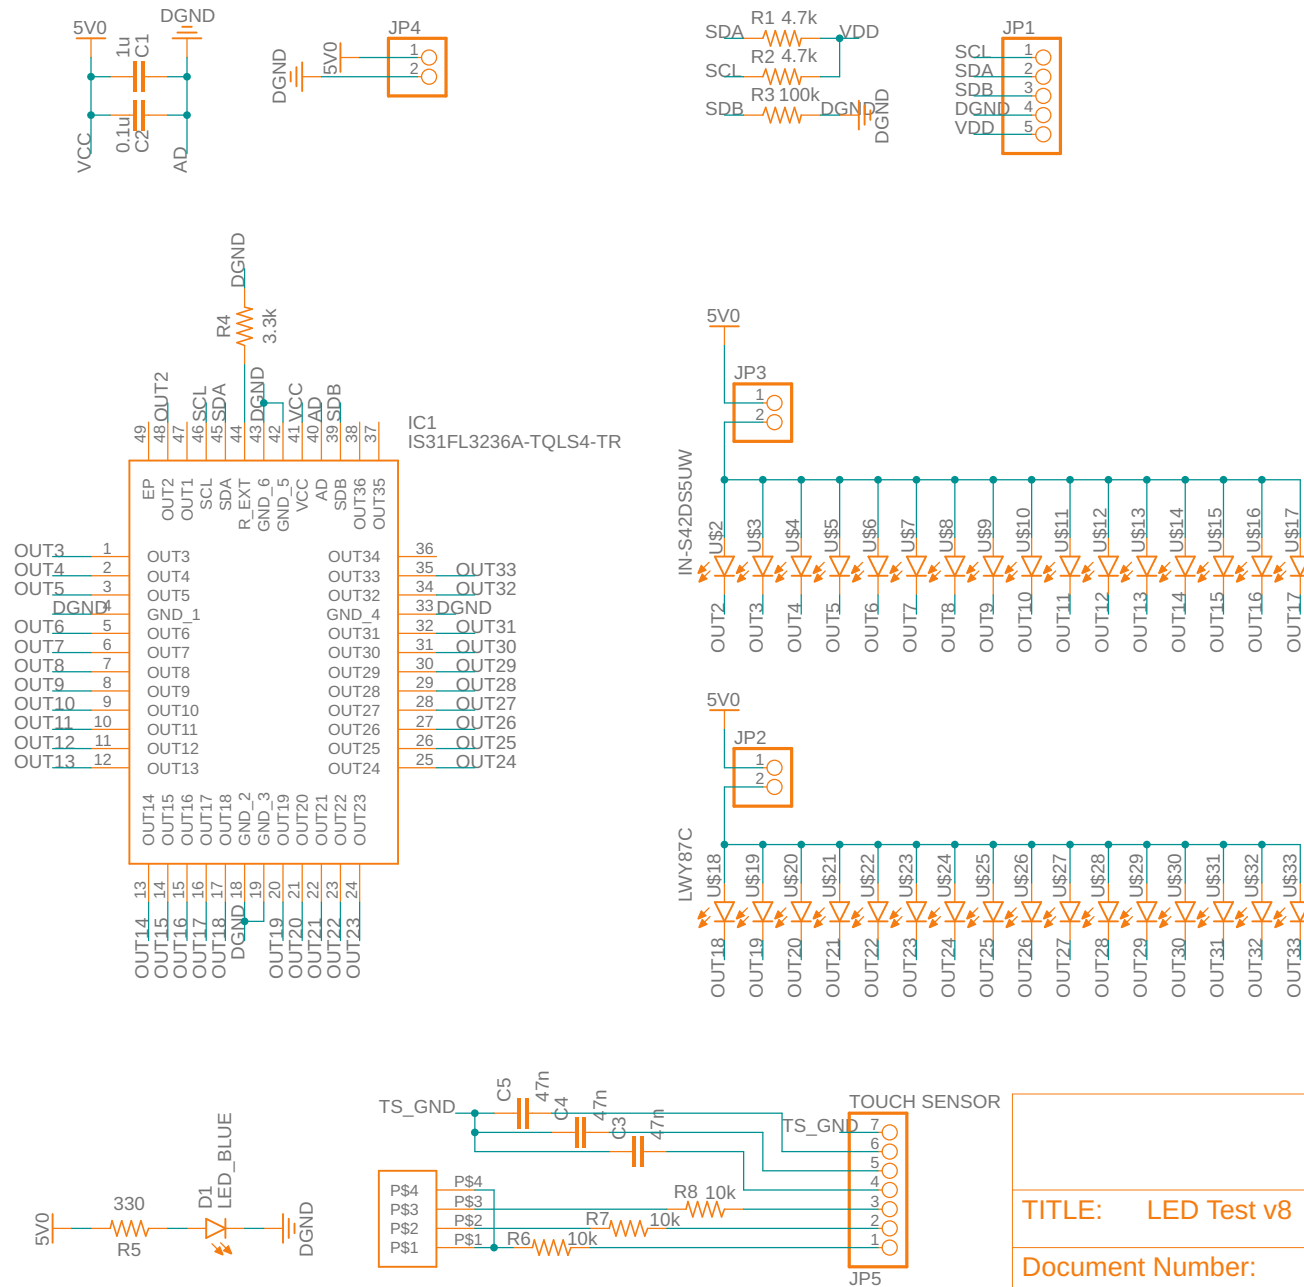 5V0
DGND
1u
C1
0.1u
C2
VCC
AD
JP4
5V0
DGND
1
2
SDA
R1 4.7k
VDD
SCL
R2 4.7k
SDB
R3 100k
DGND
DGND
JP1
SCL 1
SDA 2
SDB 3
DGND 4
VDD 5
DGND
R4
3.3k
OUT2
SCL
SDA
DGND
VCC
AD
SDB
IC1
IS31FL3236A-TQLS4-TR
49
48
47
46
45
44
43
42
41
40
39
38
37
EP
OUT2
OUT1
SCL
SDA
R_EXT
GND_6
GND_5
VCC
AD
SDB
OUT36
OUT35
OUT3 1 OUT3 OUT34 36
OUT4 2 OUT4 OUT33 35 OUT33
OUT5 3 OUT5 OUT32 34 OUT32
DGND 4 GND_1 GND_4 33 DGND
OUT6 5 OUT6 OUT31 32 OUT31
OUT7 6 OUT7 OUT30 31 OUT30
OUT8 7 OUT8 OUT29 30 OUT29
OUT9 8 OUT9 OUT28 29 OUT28
OUT10 9 OUT10 OUT27 28 OUT27
OUT11 10 OUT11 OUT26 27 OUT26
OUT12 11 OUT12 OUT25 26 OUT25
OUT13 12 OUT13 OUT24 25 OUT24
OUT14
OUT15
OUT16
OUT17
OUT18
GND_2
GND_3
OUT19
OUT20
OUT21
OUT22
OUT23
13
14
15
16
17
18
19
20
21
22
23
24
OUT14
OUT15
OUT16
OUT17
OUT18
DGND
OUT19
OUT20
OUT21
OUT22
OUT23
5V0
JP3
1
2
IN-S42DS5UW
U$2
U$3
U$4
U$5
U$6
U$7
U$8
U$9
U$10
U$11
U$12
U$13
U$14
U$15
U$16
U$17
OUT2
OUT3
OUT4
OUT5
OUT6
OUT7
OUT8
OUT9
OUT10
OUT11
OUT12
OUT13
OUT14
OUT15
OUT16
OUT17
5V0
JP2
1
2
LWY87C
U$18
U$19
U$20
U$21
U$22
U$23
U$24
U$25
U$26
U$27
U$28
U$29
U$30
U$31
U$32
U$33
OUT18
OUT19
OUT20
OUT21
OUT22
OUT23
OUT24
OUT25
OUT26
OUT27
OUT28
OUT29
OUT30
OUT31
OUT32
OUT33
5V0
330
R5
D1
LED_BLUE
DGND
TS_GND
C5
47n
C4
47n
C3
47n
TOUCH SENSOR
TS_GND 7
6
5
4
3
2
1
JP5
P$4 P$4
P$3 P$3
P$2 P$2
P$1 P$1
R8 10k
R7 10k
R6 10k
TITLE: LED Test v8
Document Number: